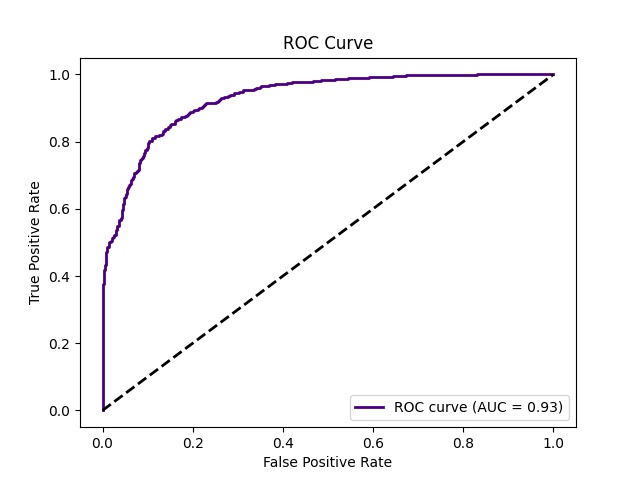 ROC Curve
True Positive Rate
1.0
0.8
0.6
0.4
0.2
0.0
0.0 0.2 0.4 0.6 0.8 1.0
False Positive Rate
ROC curve (AUC = 0.93)